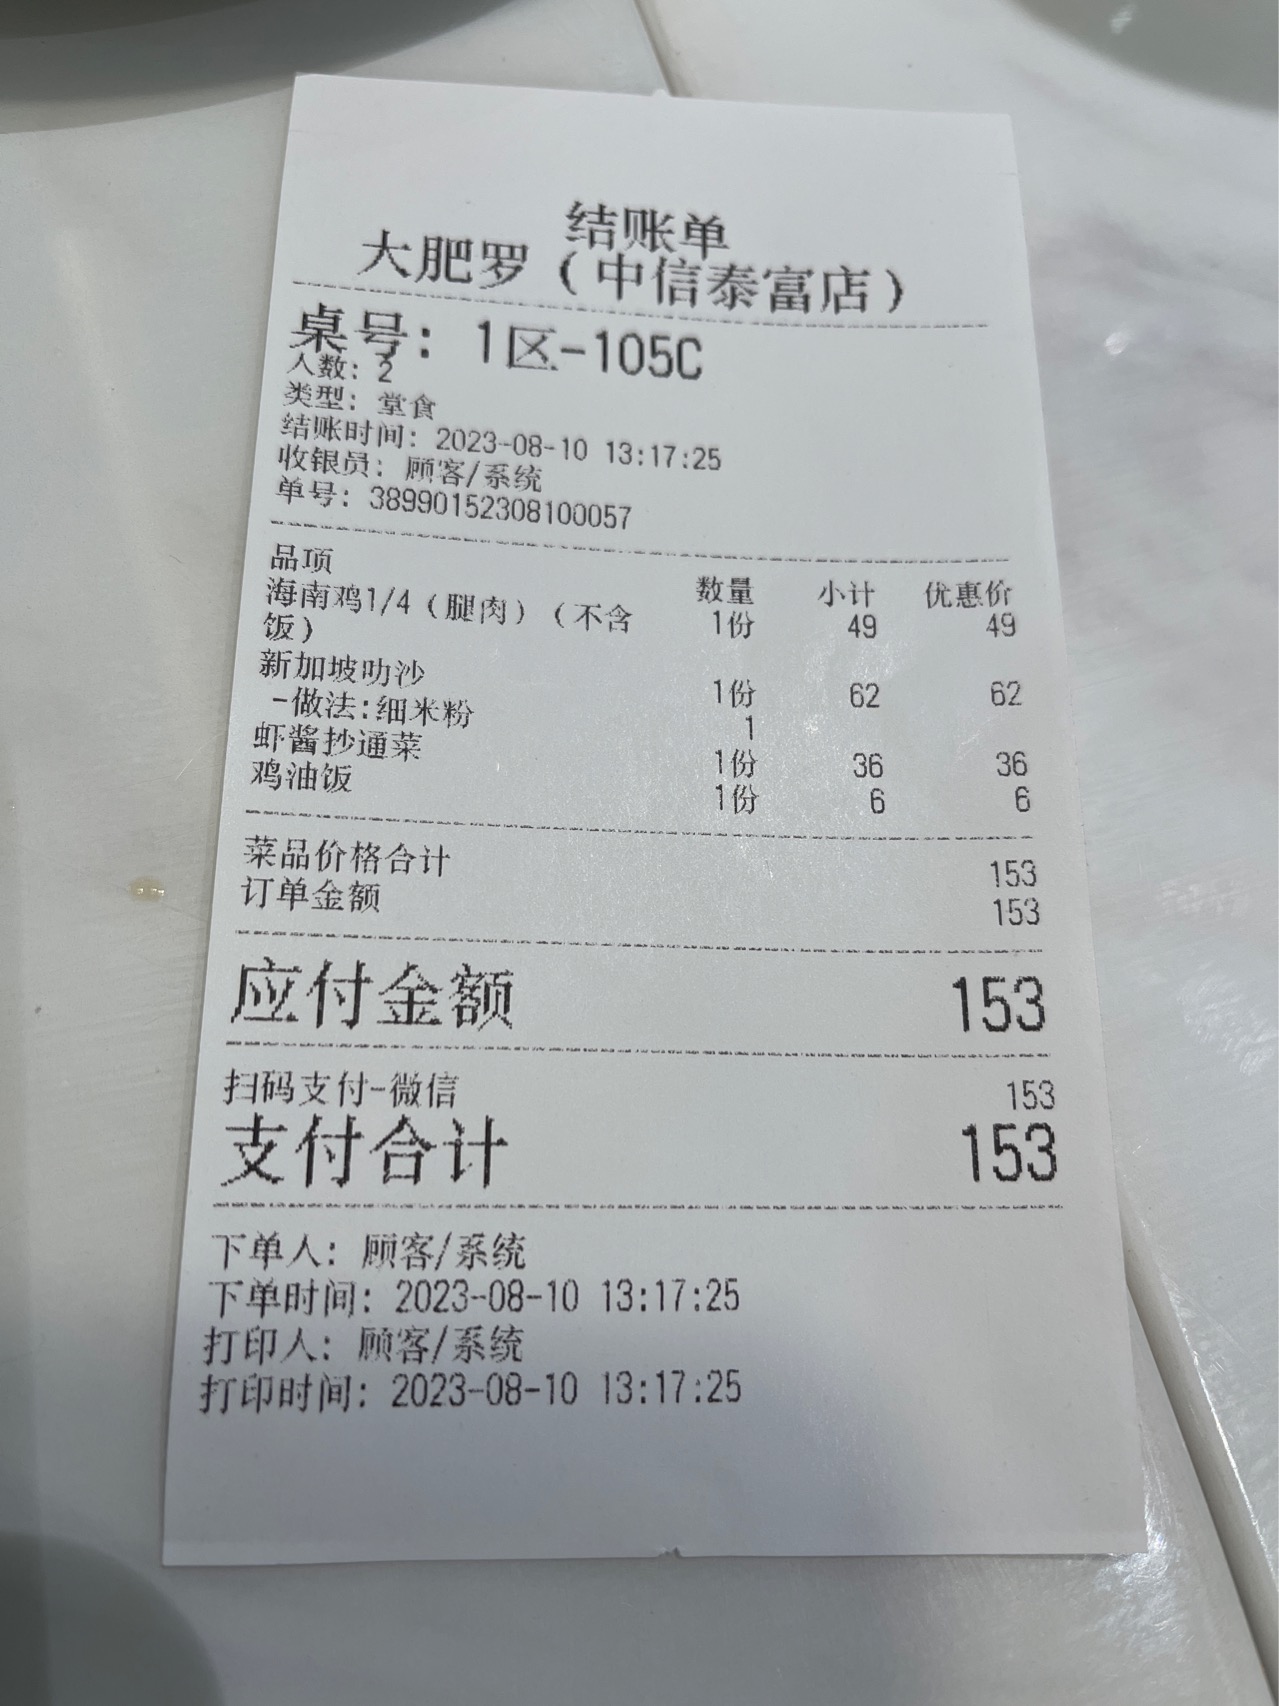 结账单
大肥罗（中信泰富店）
桌号：1区-105C
人数：2
类型：堂食
结账时间：2023-08-10 13:17:25
收银员：顾客/系统
单号：38990152308100057
品项 数量 小计 优惠价
海南鸡1/4（腿肉）（不含 1份 49 49
饭）
新加坡叻沙 1份 62 62
-做法:细米粉 1
虾酱抄通菜 1份 36 36
鸡油饭 1份 6 6
菜品价格合计 153
订单金额 153
应付金额 153
扫码支付-微信 153
支付合计 153
下单人：顾客/系统
下单时间：2023-08-10 13:17:25
打印人：顾客/系统
打印时间：2023-08-10 13:17:25